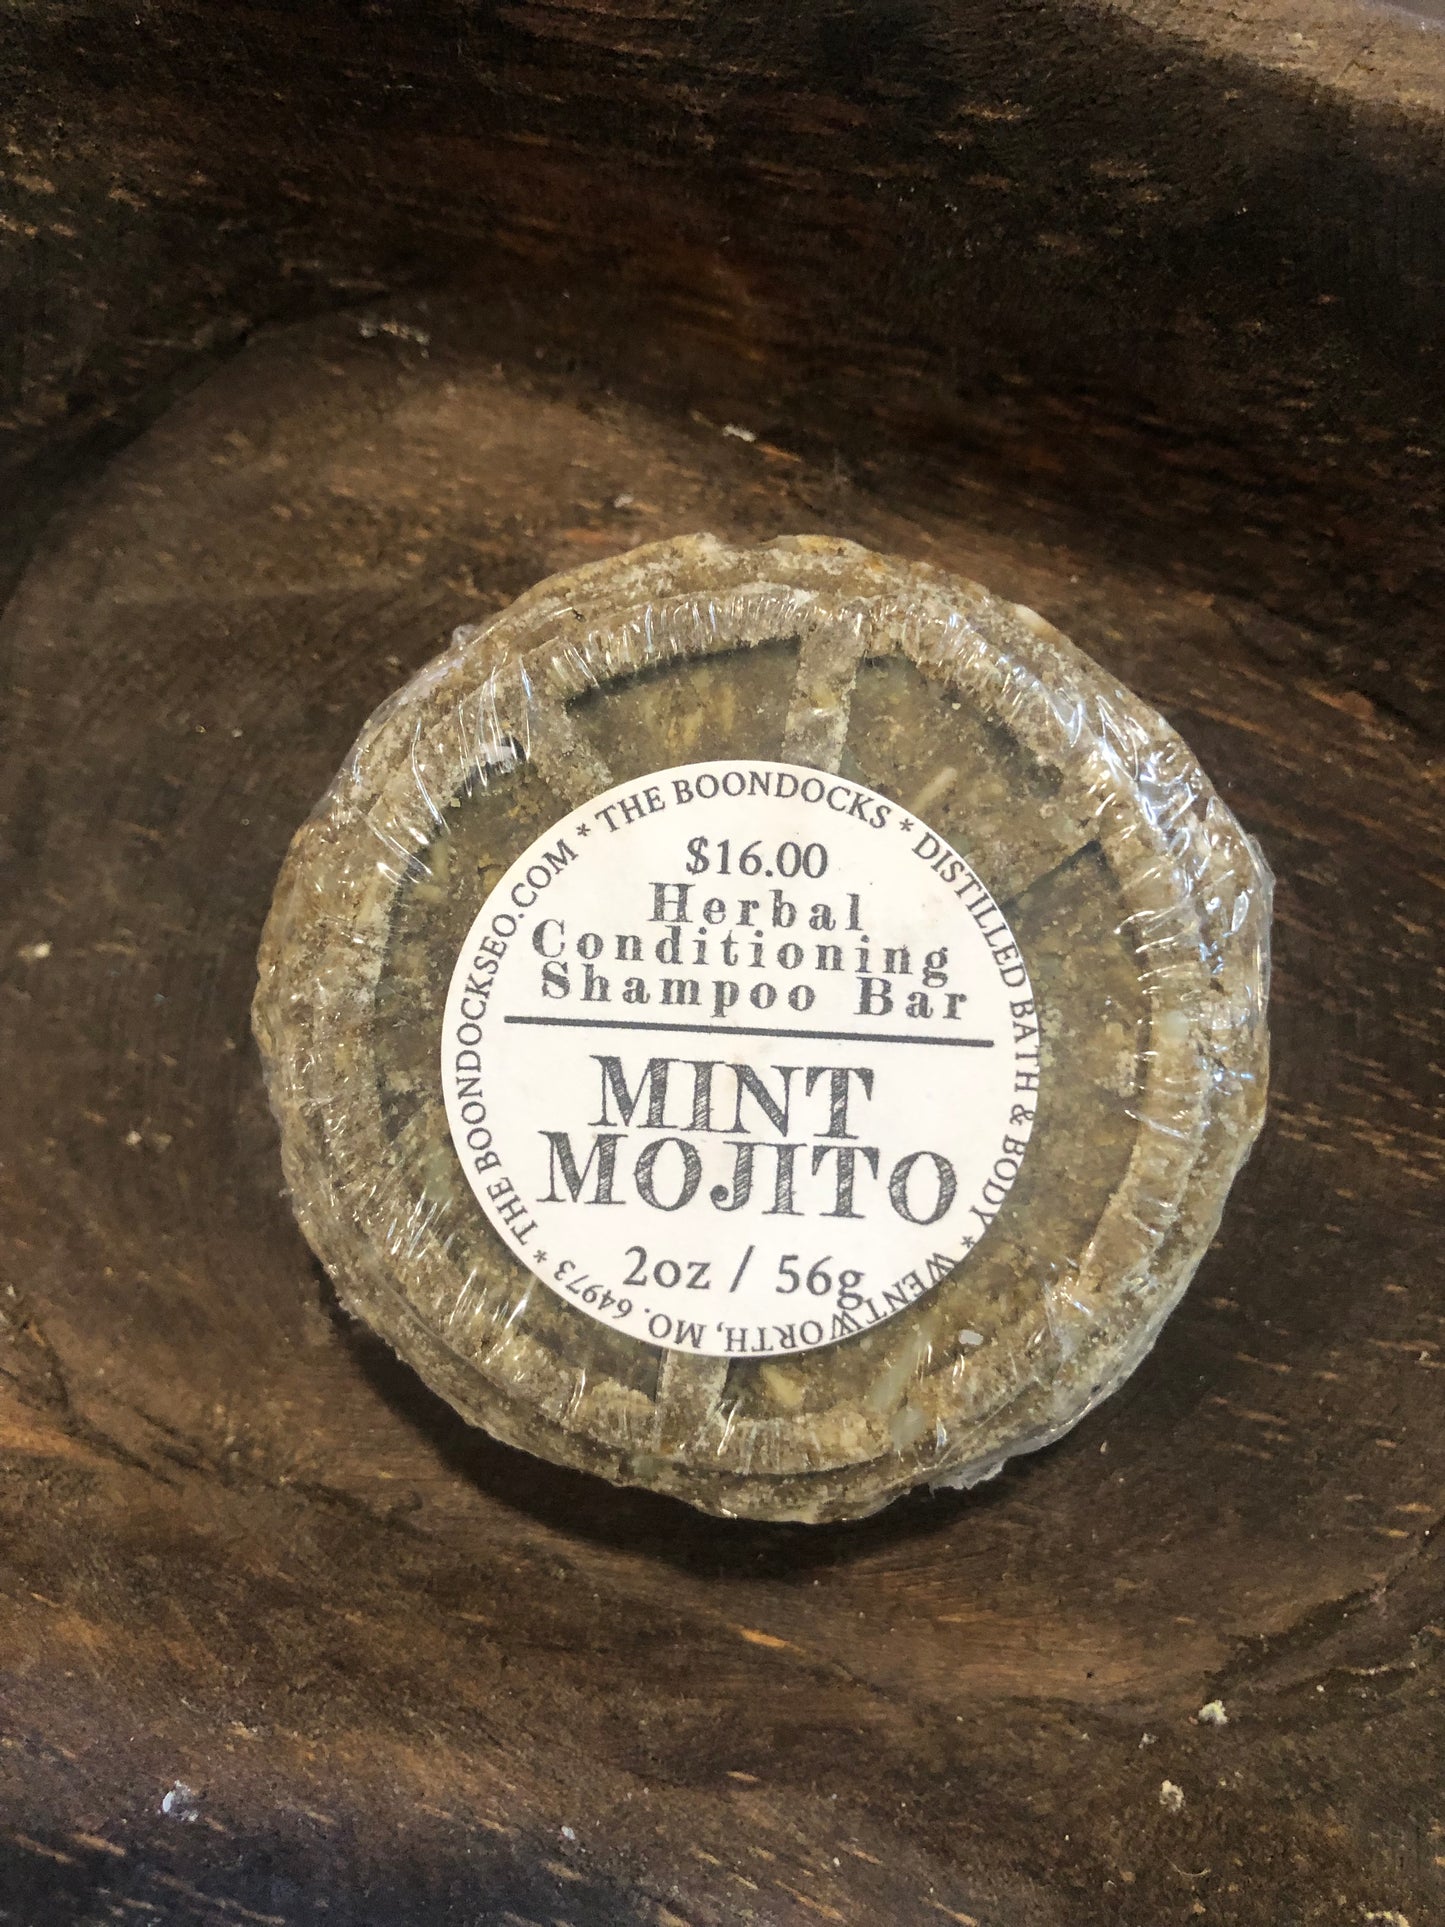 * THE BOONDOCKS * DISTILLED BATH & BODY * WENTWORTH, MO. 64973 * THE BOONDOCKSEO.COM
$16.00
Herbal
Conditioning
Shampoo Bar
MINT
MOJITO
2oz / 56g